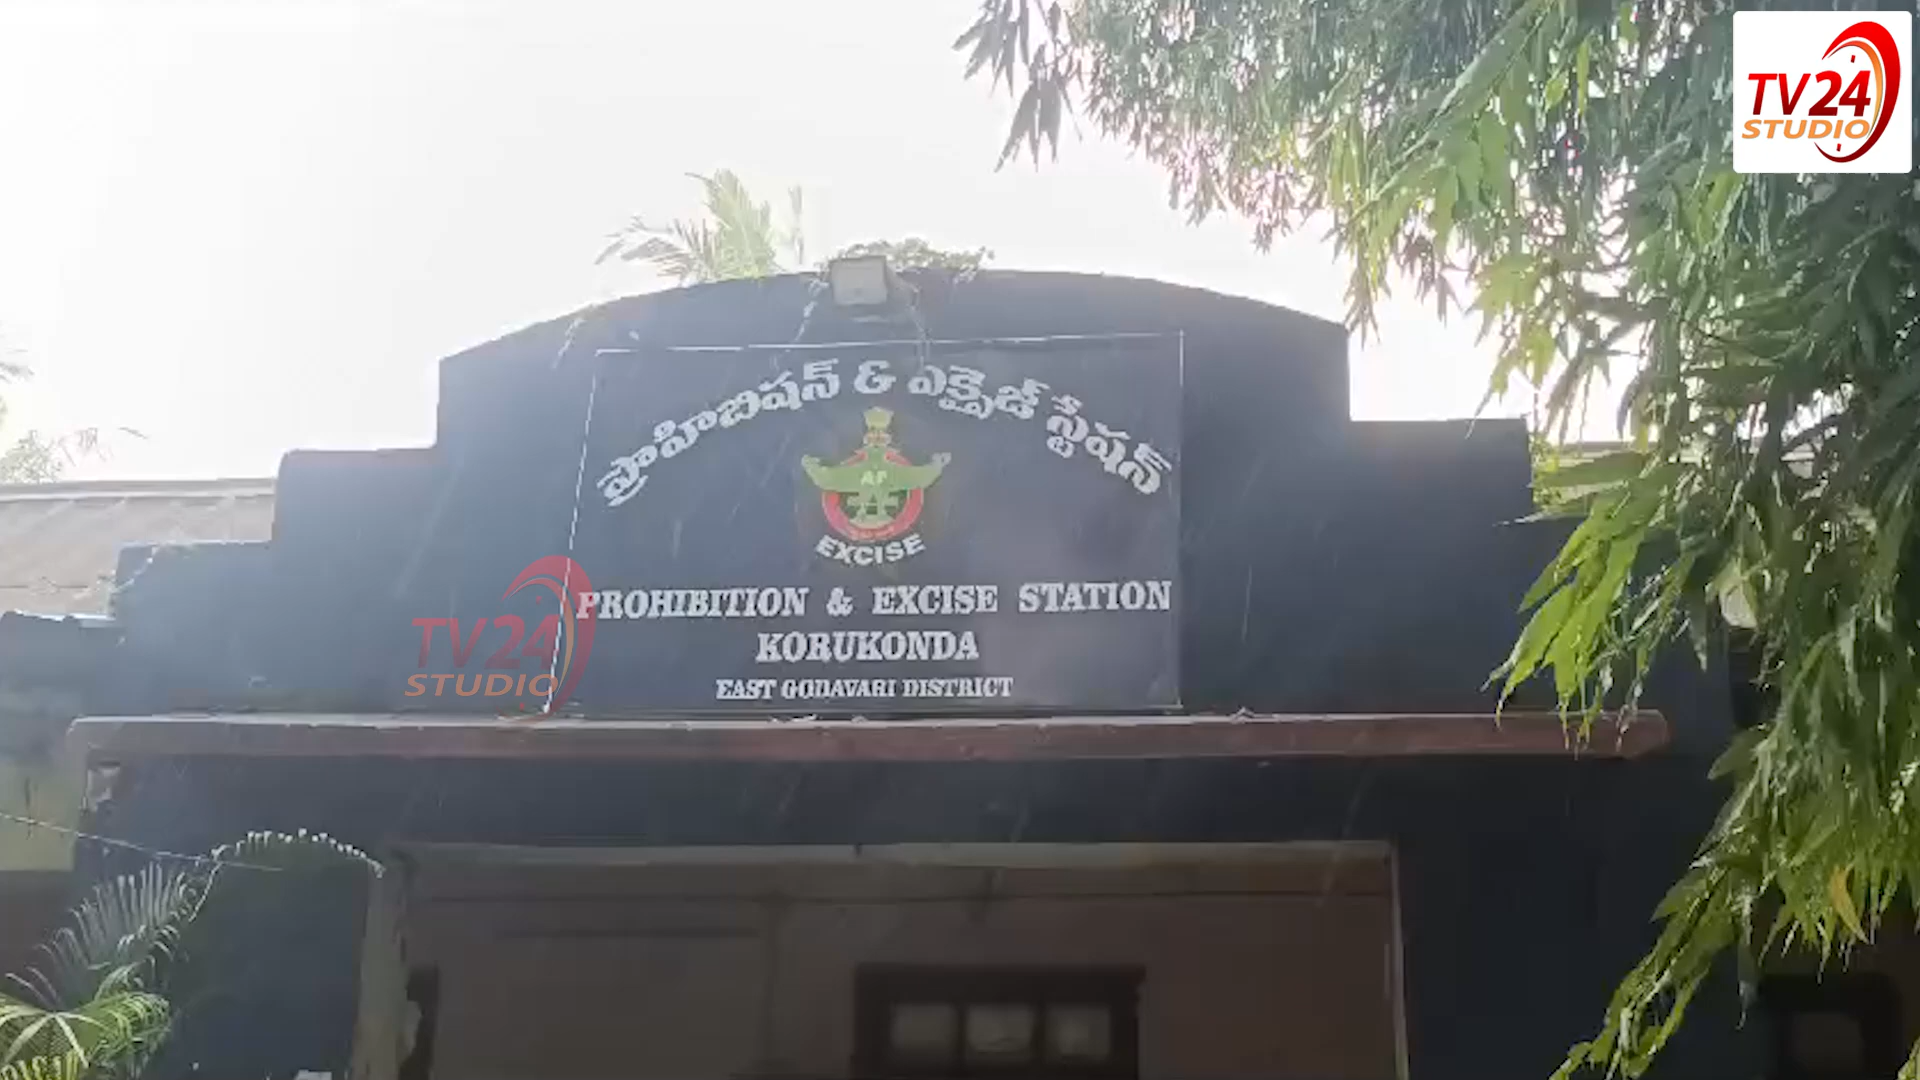 TV24
STUDIO
ప్రొహిబిషన్ & ఎక్సైజ్ స్టేషన్
AP
EXCISE
PROHIBITION & EXCISE STATION
KORUKONDA
EAST GODAVARI DISTRICT
TV24
STUDIO